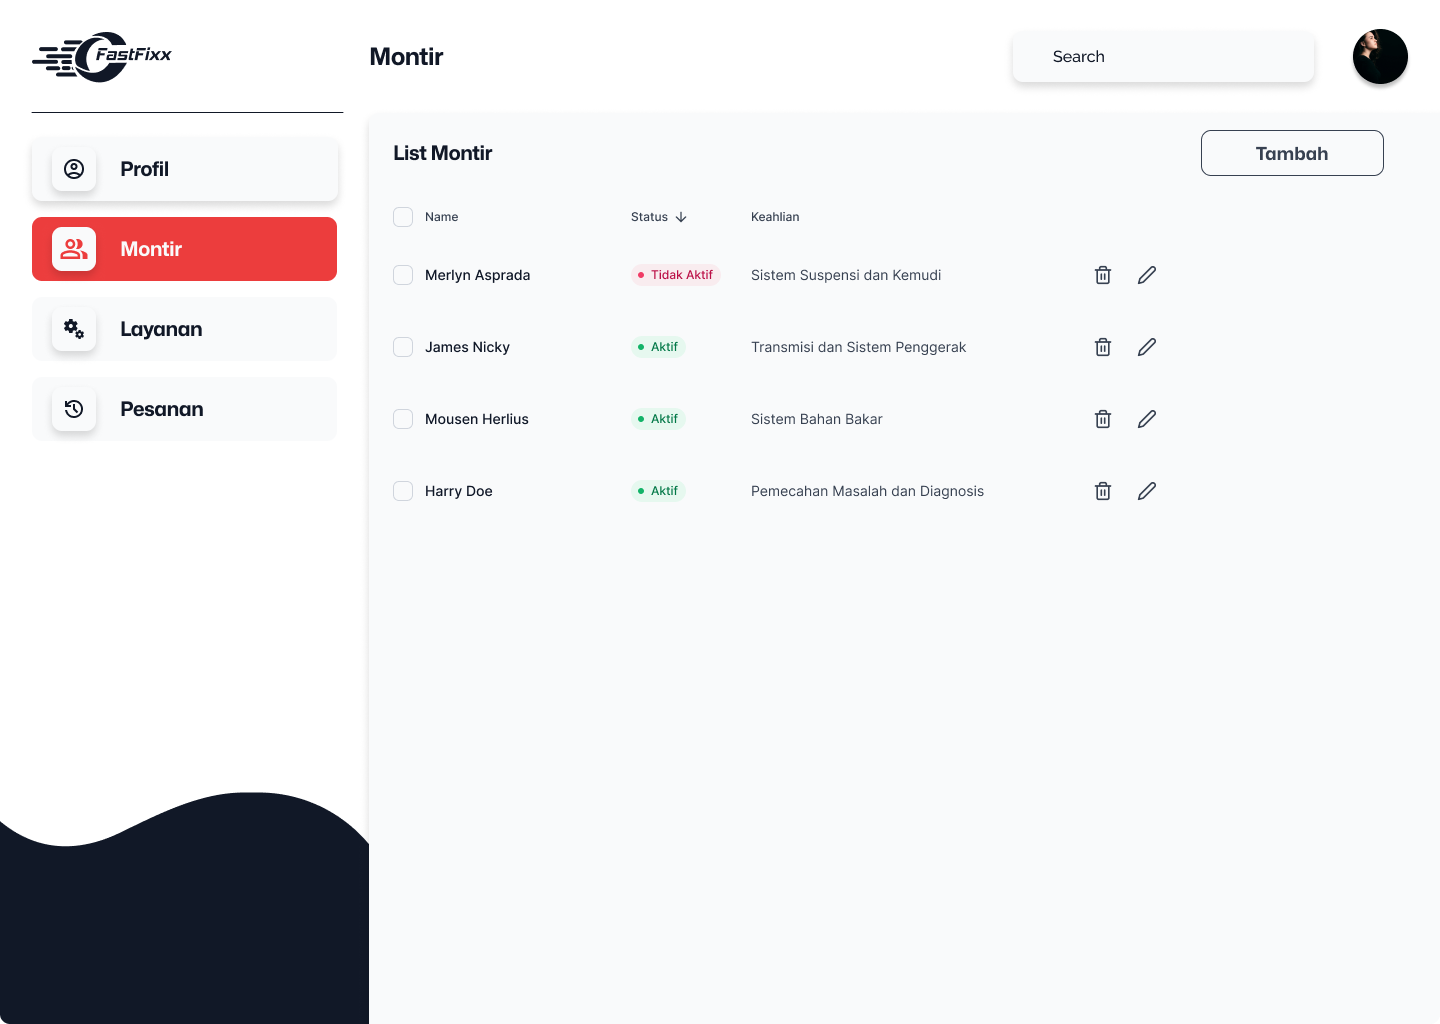 FastFixx
Montir
Search
Profil
Montir
Layanan
Pesanan
List Montir
Tambah
Name Status Keahlian
Merlyn Asprada Tidak Aktif Sistem Suspensi dan Kemudi
James Nicky Aktif Transmisi dan Sistem Penggerak
Mousen Herlius Aktif Sistem Bahan Bakar
Harry Doe Aktif Pemecahan Masalah dan Diagnosis